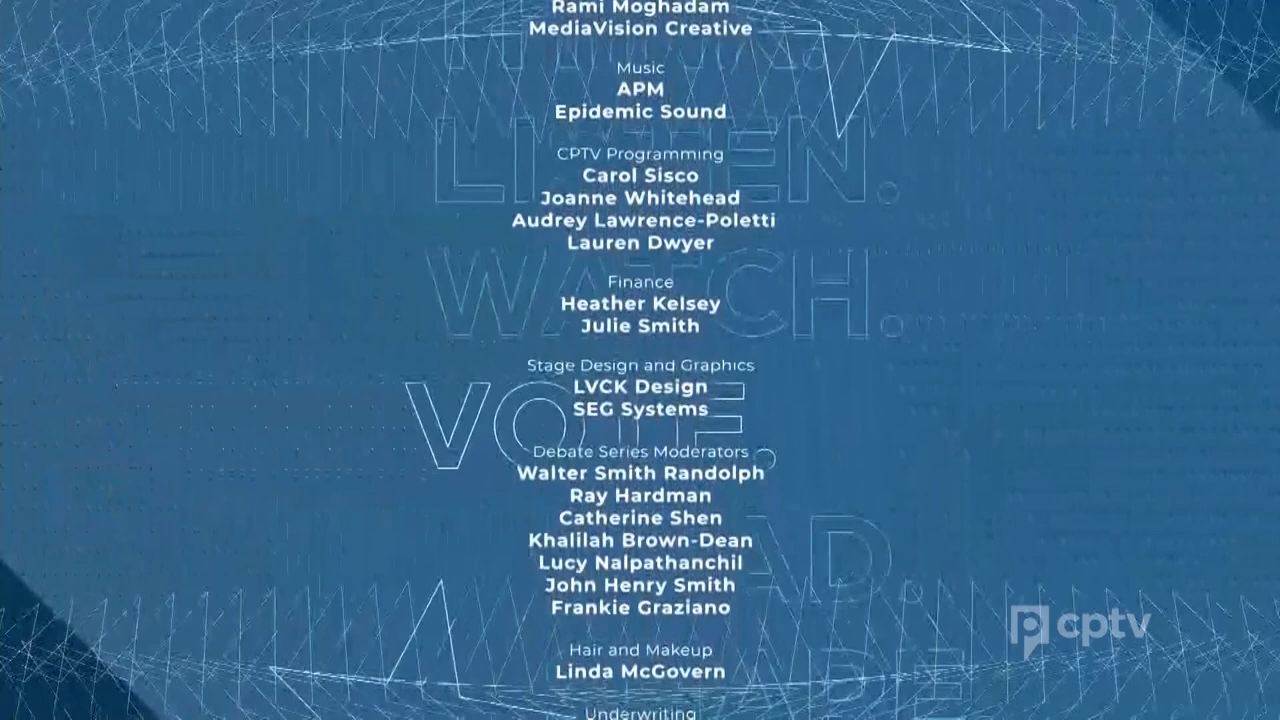 Rami Moghadam
MediaVision Creative
Music
APM
Epidemic Sound
LISTEN.
CPTV Programming
Carol Sisco
Joanne Whitehead
Audrey Lawrence-Poletti
Lauren Dwyer
WATCH.
Finance
Heather Kelsey
Julie Smith
Stage Design and Graphics
LVCK Design
SEG Systems
VOTE.
Debate Series Moderators
Walter Smith Randolph
Ray Hardman
Catherine Shen
Khalilah Brown-Dean
Lucy Nalpathanchil
John Henry Smith
Frankie Graziano
cptv
Hair and Makeup
Linda McGovern
Underwriting